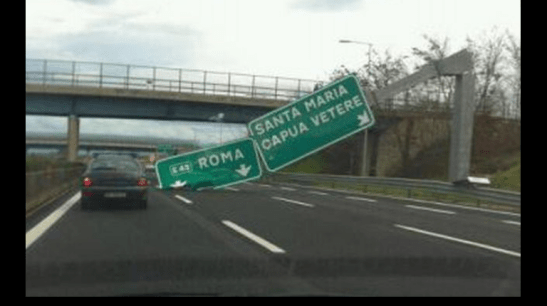 SANTA MARIA
CAPUA VETERE
E45 ROMA